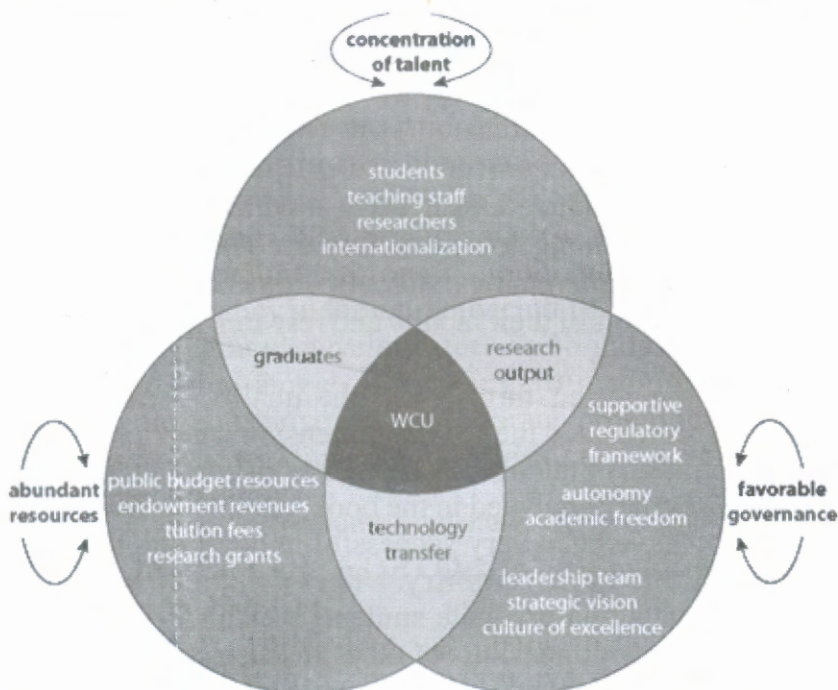 concentration
of talent
students
teaching staff
researchers
internationalization
graduates
research
output
WCU
supportive
regulatory
framework
abundant
resources
public budget resources
endowment revenues
tuition fees
research grants
technology
transfer
autonomy
academic freedom
favorable
governance
leadership team
strategic vision
culture of excellence